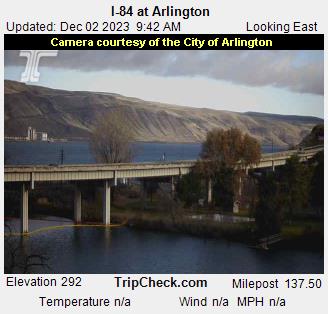 I-84 at Arlington
Updated: Dec 02 2023 9:42 AM Looking East
Camera courtesy of the City of Arlington
Elevation 292 TripCheck.com Milepost 137.50
Temperature n/a Wind n/a MPH n/a